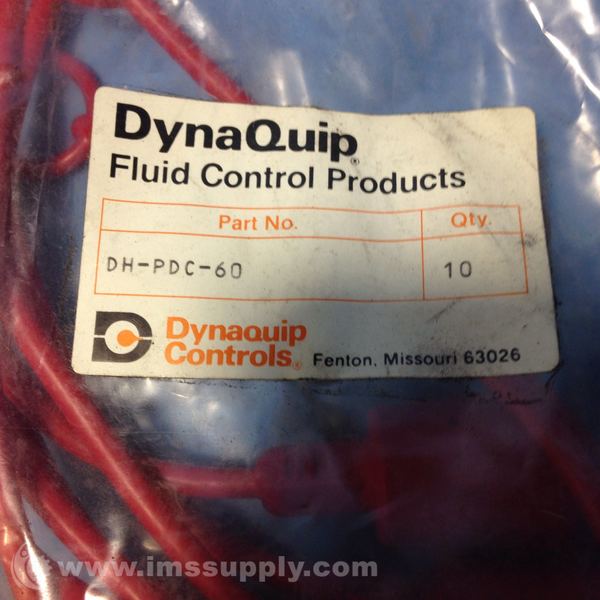 DynaQuip®
Fluid Control Products
Part No. Qty.
DH-PDC-60 10
Dynaquip
Controls® Fenton, Missouri 63026
www.imssupply.com